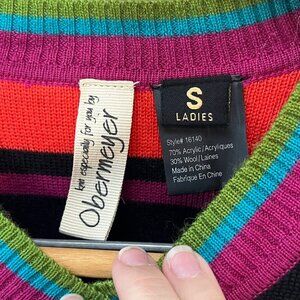 knit especially for you by
Obermeyer
S
LADIES
Style# 16140
70% Acrylic/Acryliques
30% Wool/Laines
Made in China
Fabrique En Chine